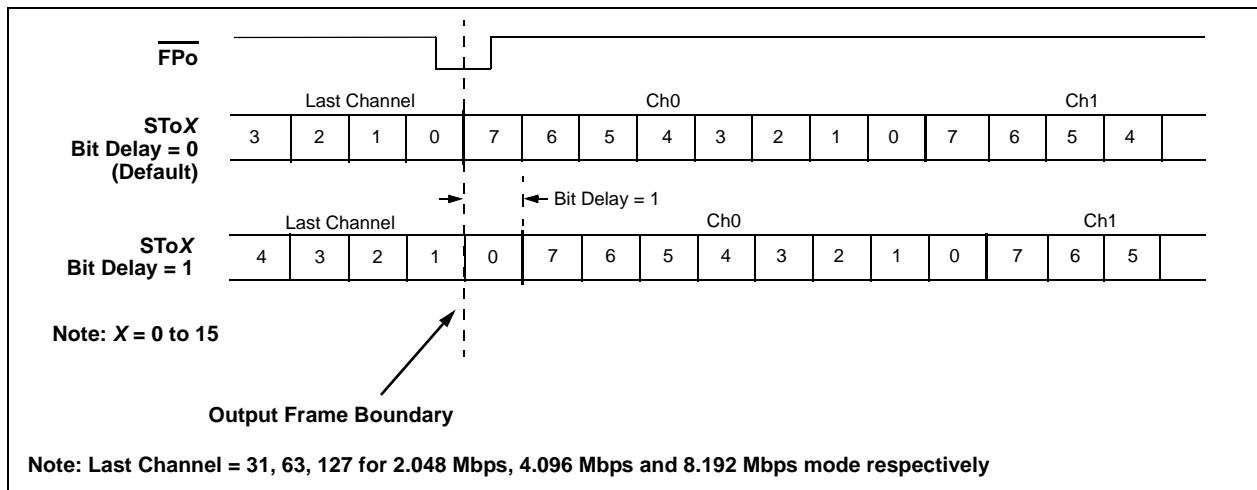 FPo
Last Channel Ch0 Ch1
SToX
Bit Delay = 0
(Default)
3 2 1 0 7 6 5 4 3 2 1 0 7 6 5 4
Bit Delay = 1
Last Channel Ch0 Ch1
SToX
Bit Delay = 1
4 3 2 1 0 7 6 5 4 3 2 1 0 7 6 5
Note: X = 0 to 15
Output Frame Boundary
Note: Last Channel = 31, 63, 127 for 2.048 Mbps, 4.096 Mbps and 8.192 Mbps mode respectively